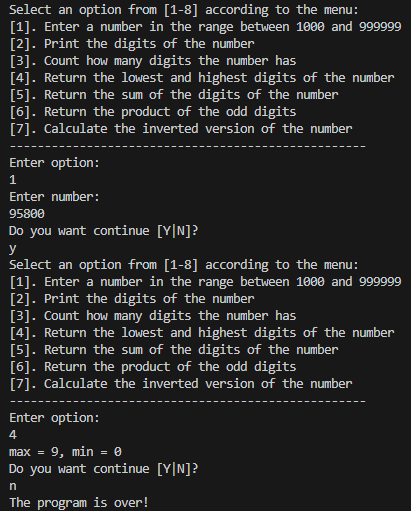 Select an option from [1-8] according to the menu:
[1]. Enter a number in the range between 1000 and 999999
[2]. Print the digits of the number
[3]. Count how many digits the number has
[4]. Return the lowest and highest digits of the number
[5]. Return the sum of the digits of the number
[6]. Return the product of the odd digits
[7]. Calculate the inverted version of the number
---------------------------------------------------
Enter option:
1
Enter number:
95800
Do you want continue [Y|N]?
y
Select an option from [1-8] according to the menu:
[1]. Enter a number in the range between 1000 and 999999
[2]. Print the digits of the number
[3]. Count how many digits the number has
[4]. Return the lowest and highest digits of the number
[5]. Return the sum of the digits of the number
[6]. Return the product of the odd digits
[7]. Calculate the inverted version of the number
---------------------------------------------------
Enter option:
4
max = 9, min = 0
Do you want continue [Y|N]?
n
The program is over!